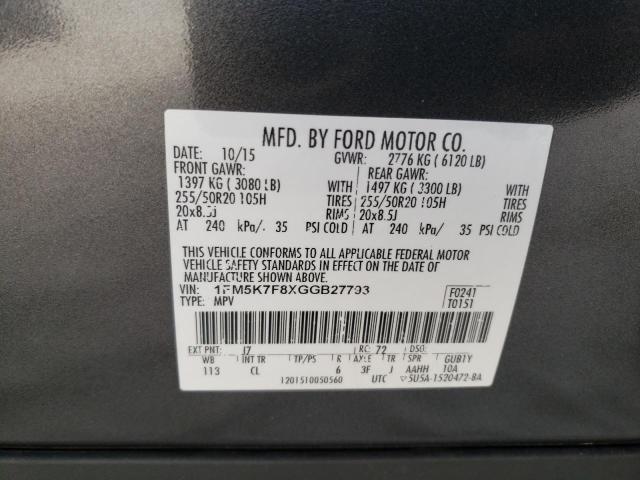 MFD. BY FORD MOTOR CO.
DATE: 10/15 GVWR: 2776 KG ( 6120 LB)
FRONT GAWR: REAR GAWR:
1397 KG ( 3080 LB) WITH 1497 KG ( 3300 LB) WITH
255/50R20 105H TIRES 255/50R20 105H TIRES
20x8.5J RIMS 20x8.5J RIMS
AT 240 kPa/ 35 PSI COLD AT 240 kPa/ 35 PSI COLD
THIS VEHICLE CONFORMS TO ALL APPLICABLE FEDERAL MOTOR
VEHICLE SAFETY STANDARDS IN EFFECT ON THE DATE OF
MANUFACTURE SHOWN ABOVE.
VIN: 1FM5K7F8XGGB27793 F0241
TYPE: MPV T0151
EXT PNT: J7 RC: 72 DSO:
WB INT TR TP/PS R AXLE TR SPR GUB1Y
113 CL 6 3F J AAHH 10A
1201510050560 UTC 5U5A-1520472-BA